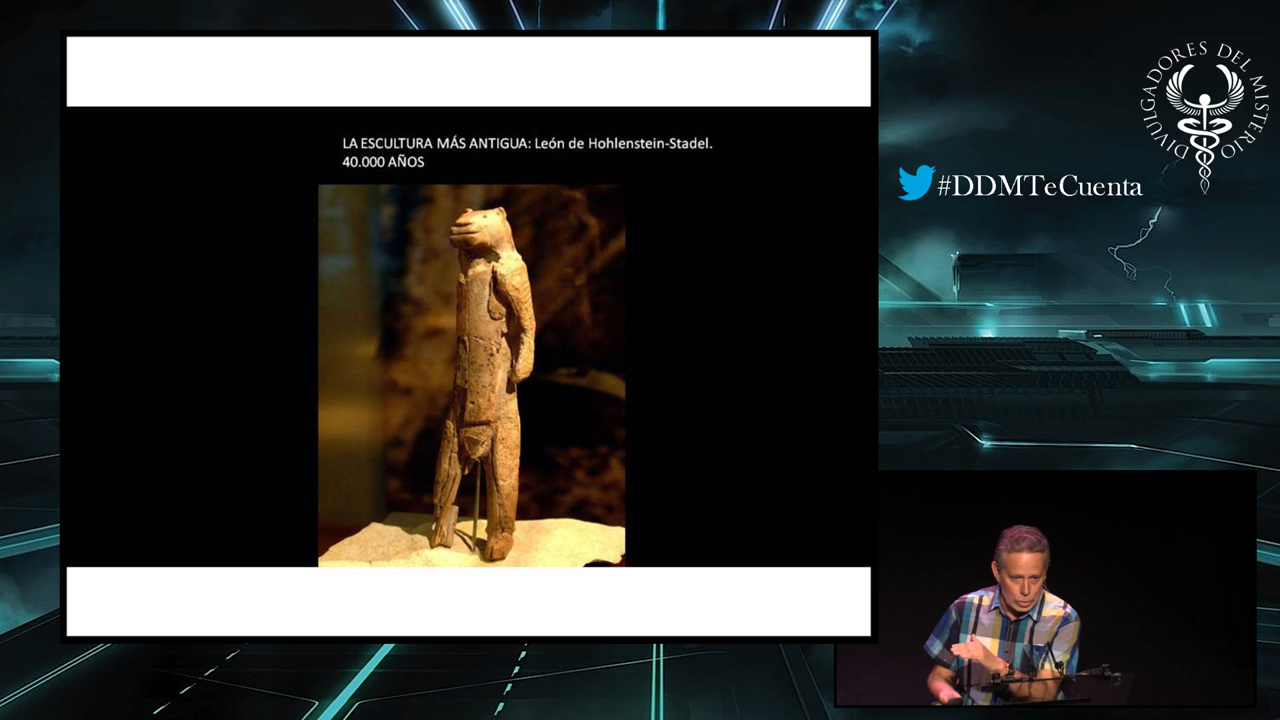 LA ESCULTURA MÁS ANTIGUA: León de Hohlenstein-Stadel.
40.000 AÑOS
DIVULGADORES DEL MISTERIO
#DDMTeCuenta